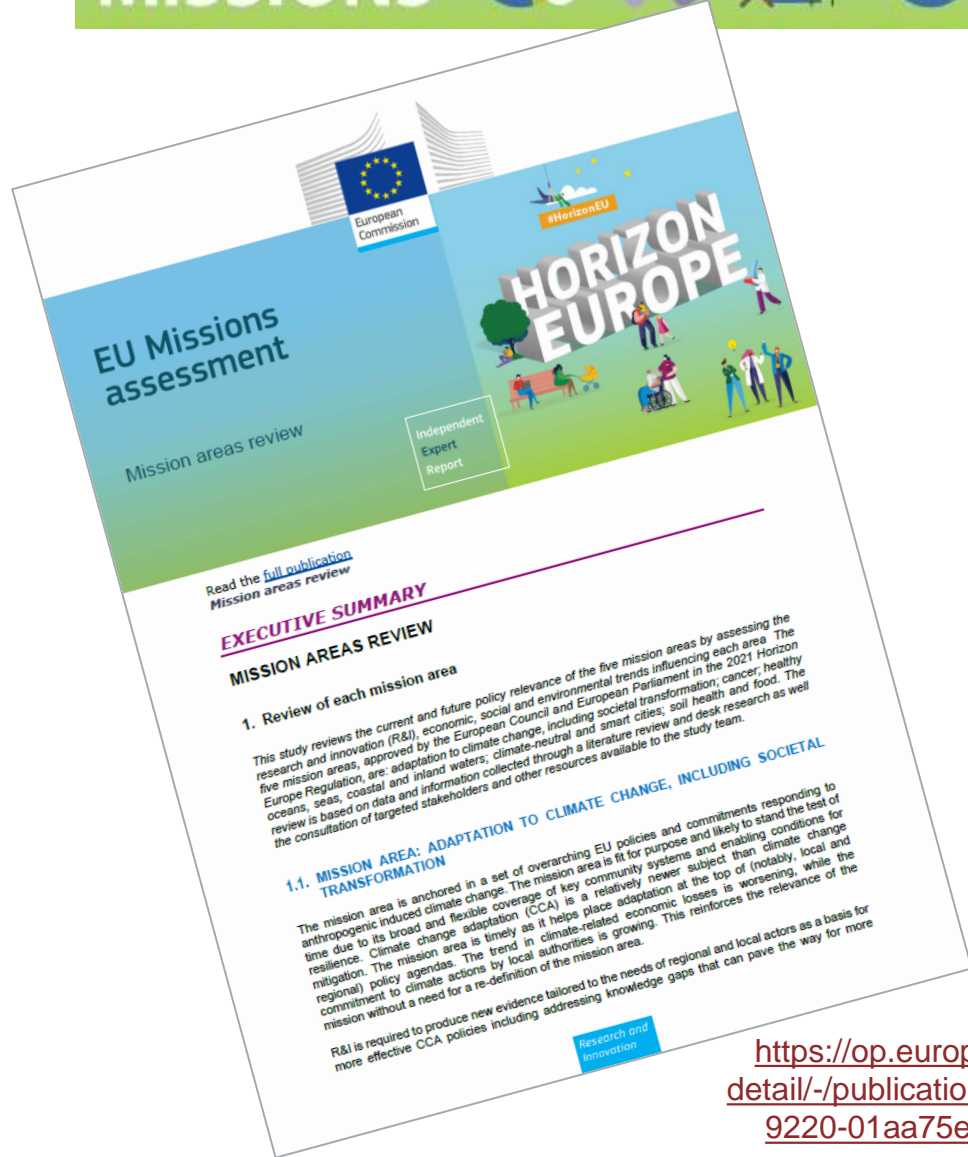 MISSIONS
European
Commission
#HorizonEU
HORIZON
EUROPE
EU Missions
assessment
Mission areas review
Independent
Expert
Report
Read the full publication
Mission areas review
EXECUTIVE SUMMARY
MISSION AREAS REVIEW
1. Review of each mission area
This study reviews the current and future policy relevance of the five mission areas by assessing the
research and innovation (R&I), economic, social and environmental trends influencing each area. The
five mission areas, approved by the European Council and European Parliament in the 2021 Horizon
Europe Regulation, are: adaptation to climate change, including societal transformation; cancer; healthy
oceans, seas, coastal and inland waters; climate-neutral and smart cities; soil health and food. The
review is based on data and information collected through a literature review and desk research as well
the consultation of targeted stakeholders and other resources available to the study team.
1.1. MISSION AREA: ADAPTATION TO CLIMATE CHANGE, INCLUDING SOCIETAL
TRANSFORMATION
The mission area is anchored in a set of overarching EU policies and commitments responding to
anthropogenic induced climate change. The mission area is fit for purpose and likely to stand the test of
time due to its broad and flexible coverage of key community systems and enabling conditions for
resilience. Climate change adaptation (CCA) is a relatively newer subject than climate change
mitigation. The mission area is timely as it helps place adaptation at the top of (notably, local and
regional) policy agendas. The trend in climate-related economic losses is worsening, while the
commitment to climate actions by local authorities is growing. This reinforces the relevance of the
mission without a need for a re-definition of the mission area.
R&I is required to produce new evidence tailored to the needs of regional and local actors as a basis for
more effective CCA policies including addressing knowledge gaps that can pave the way for more
Research and
Innovation
https://op.europ
detail/-/publicatio
9220-01aa75e